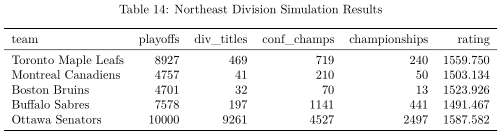 Table 14: Northeast Division Simulation Results
team playoffs div_titles conf_champs championships rating
Toronto Maple Leafs 8927 469 719 240 1559.750
Montreal Canadiens 4757 41 210 50 1503.134
Boston Bruins 4701 32 70 13 1523.926
Buffalo Sabres 7578 197 1141 441 1491.467
Ottawa Senators 10000 9261 4527 2497 1587.582